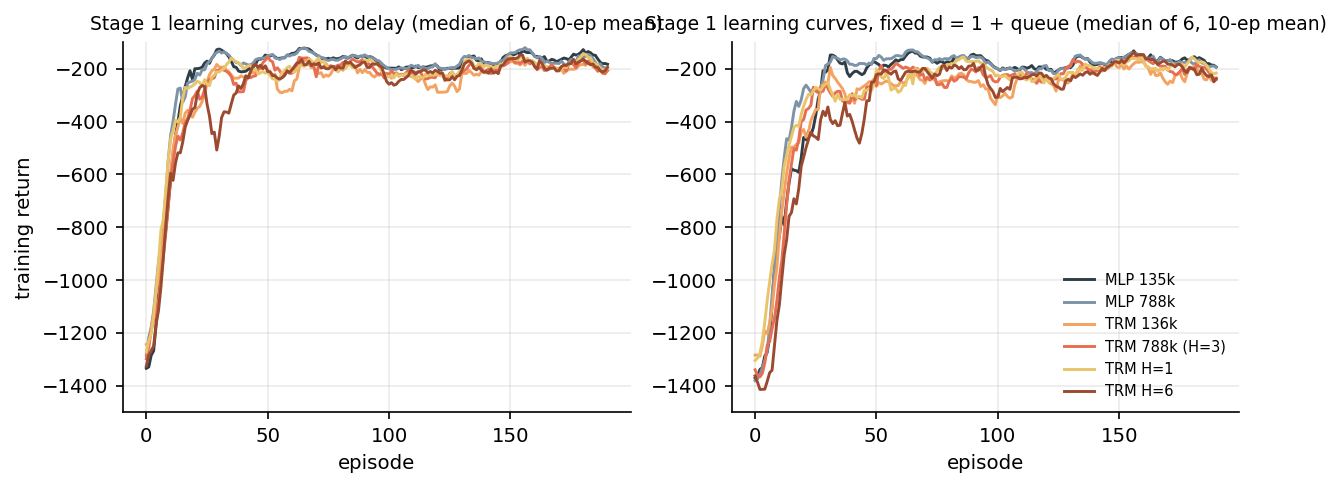 Stage 1 learning curves, no delay (median of 6, 10-ep mean)
Stage 1 learning curves, fixed d = 1 + queue (median of 6, 10-ep mean)
training return
−200
−400
−600
−800
−1000
−1200
−1400
0
50
100
150
episode
−200
−400
−600
−800
−1000
−1200
−1400
MLP 135k
MLP 788k
TRM 136k
TRM 788k (H=3)
TRM H=1
TRM H=6
0
50
100
150
episode